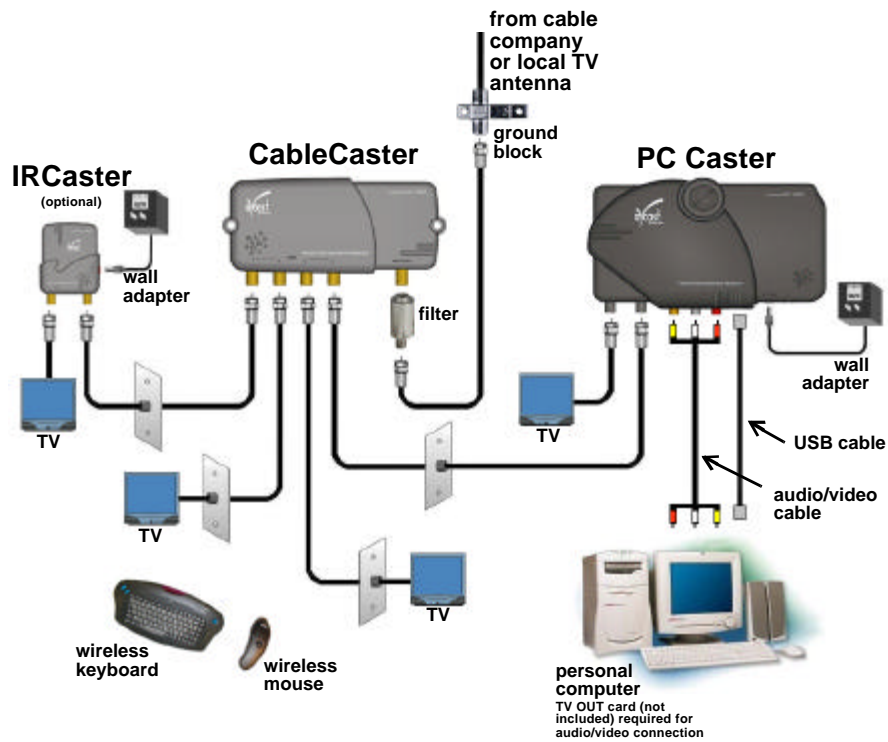 from cable
company
or local TV
antenna
ground
block
CableCaster
PC Caster
IRCaster
(optional)
wall
adapter
filter
wall
adapter
TV
TV
USB cable
TV
audio/video
cable
TV
wireless
keyboard
wireless
mouse
personal
computer
TV OUT card (not
included) required for
audio/video connection